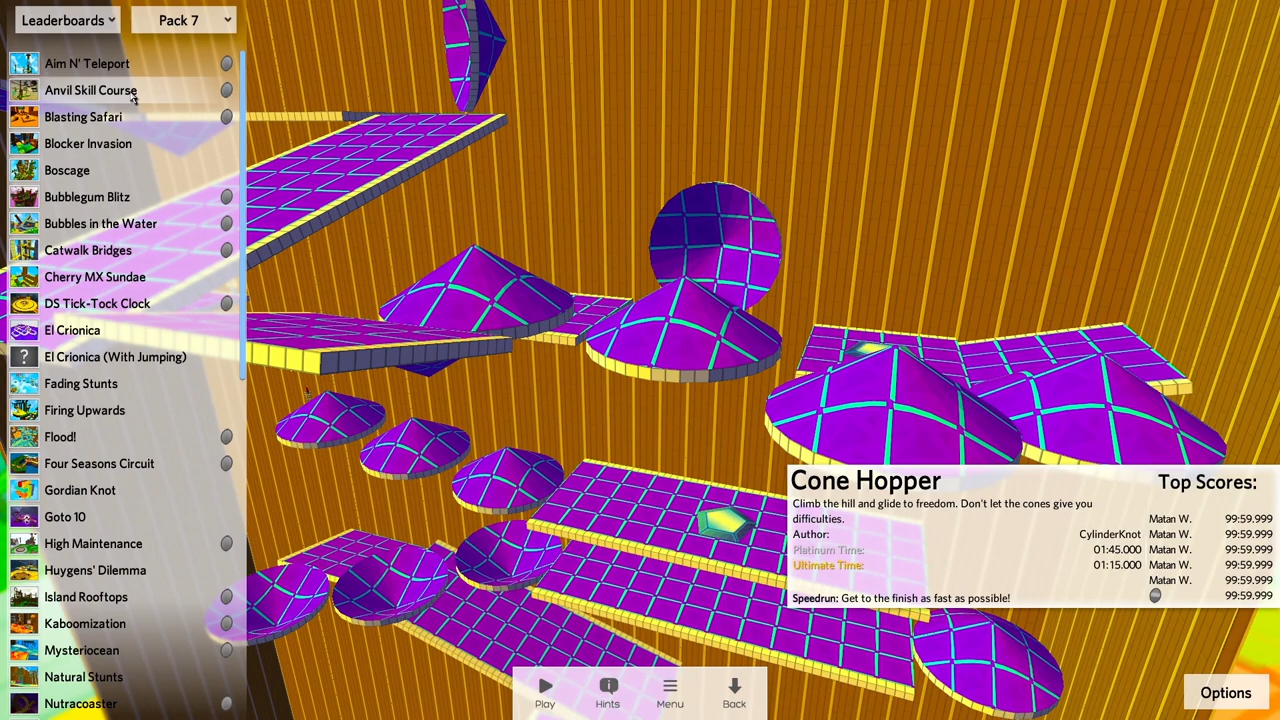 Leaderboards
Pack 7
Aim N' Teleport
Anvil Skill Course
Blasting Safari
Blocker Invasion
Boscage
Bubblegum Blitz
Bubbles in the Water
Catwalk Bridges
Cherry MX Sundae
DS Tick-Tock Clock
El Crionica
? El Crionica (With Jumping)
Fading Stunts
Firing Upwards
Flood!
Four Seasons Circuit
Gordian Knot
Goto 10
High Maintenance
Huygens' Dilemma
Island Rooftops
Kaboomization
Mysteriocean
Natural Stunts
Nutracoaster
Cone Hopper
Climb the hill and glide to freedom. Don't let the cones give you
difficulties.
Author: CylinderKnot
Platinum Time: 01:45.000
Ultimate Time: 01:15.000
Speedrun: Get to the finish as fast as possible!
Top Scores:
Matan W. 99:59.999
Matan W. 99:59.999
Matan W. 99:59.999
Matan W. 99:59.999
Matan W. 99:59.999
99:59.999
Play
Hints
Menu
Back
Options